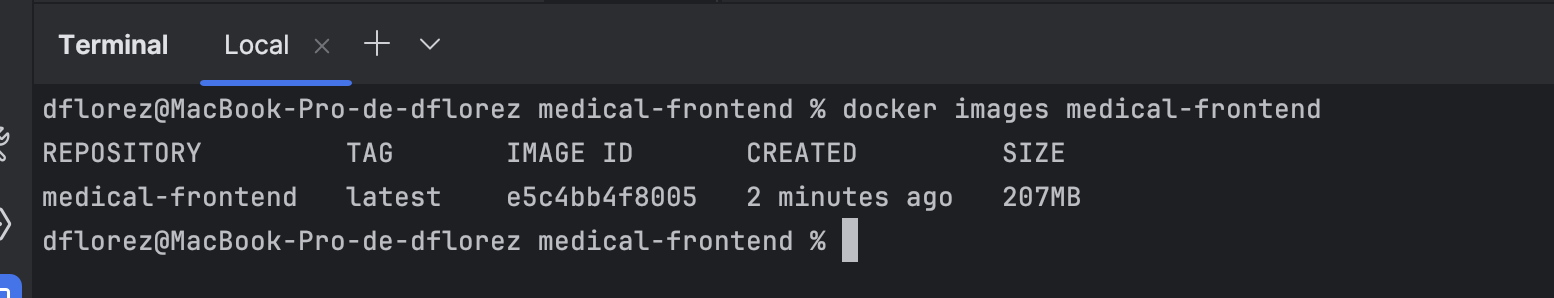 Terminal Local
dflorez@MacBook-Pro-de-dflorez medical-frontend % docker images medical-frontend
REPOSITORY TAG IMAGE ID CREATED SIZE
medical-frontend latest e5c4bb4f8005 2 minutes ago 207MB
dflorez@MacBook-Pro-de-dflorez medical-frontend %